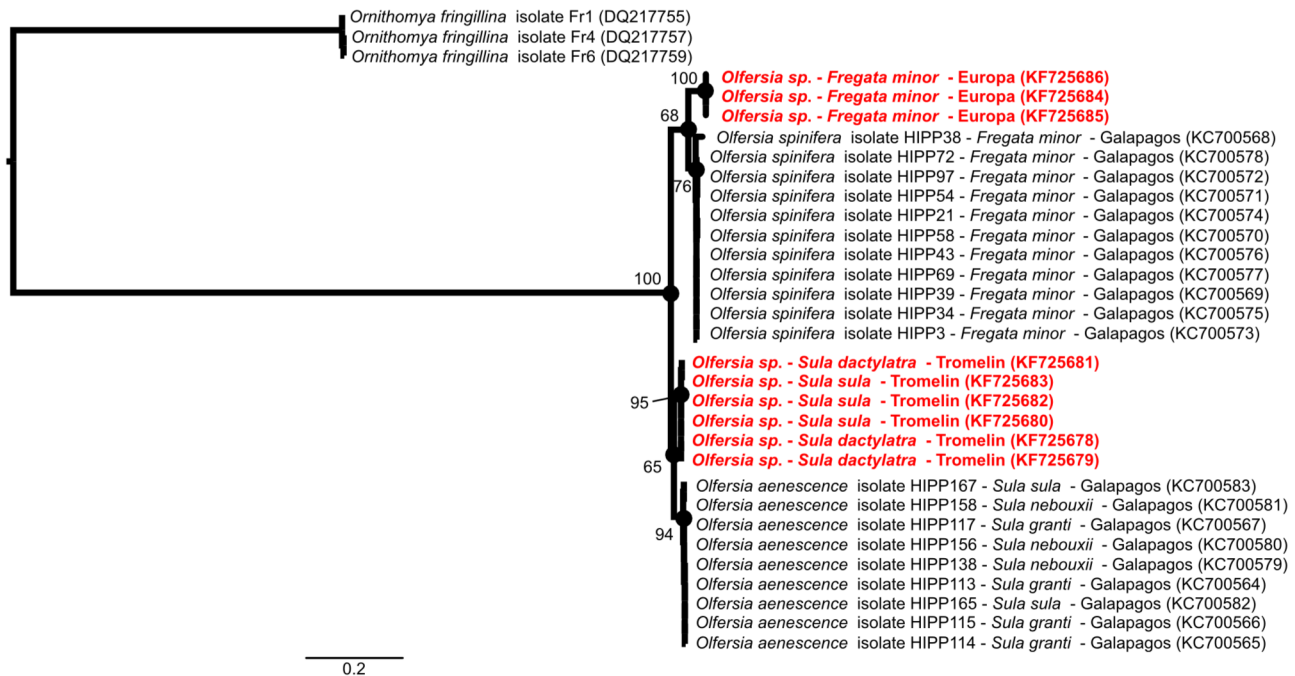 Ornithomya fringillina isolate Fr1 (DQ217755)
Ornithomya fringillina isolate Fr4 (DQ217757)
Ornithomya fringillina isolate Fr6 (DQ217759)
100
Olfersia sp. - Fregata minor - Europa (KF725686)
Olfersia sp. - Fregata minor - Europa (KF725684)
68
Olfersia sp. - Fregata minor - Europa (KF725685)
Olfersia spinifera isolate HIPP38 - Fregata minor - Galapagos (KC700568)
Olfersia spinifera isolate HIPP72 - Fregata minor - Galapagos (KC700578)
Olfersia spinifera isolate HIPP97 - Fregata minor - Galapagos (KC700572)
76
Olfersia spinifera isolate HIPP54 - Fregata minor - Galapagos (KC700571)
Olfersia spinifera isolate HIPP21 - Fregata minor - Galapagos (KC700574)
Olfersia spinifera isolate HIPP58 - Fregata minor - Galapagos (KC700570)
Olfersia spinifera isolate HIPP43 - Fregata minor - Galapagos (KC700576)
Olfersia spinifera isolate HIPP69 - Fregata minor - Galapagos (KC700577)
100
Olfersia spinifera isolate HIPP39 - Fregata minor - Galapagos (KC700569)
Olfersia spinifera isolate HIPP34 - Fregata minor - Galapagos (KC700575)
Olfersia spinifera isolate HIPP3 - Fregata minor - Galapagos (KC700573)
Olfersia sp. - Sula dactylatra - Tromelin (KF725681)
Olfersia sp. - Sula sula - Tromelin (KF725683)
95
Olfersia sp. - Sula sula - Tromelin (KF725682)
Olfersia sp. - Sula sula - Tromelin (KF725680)
Olfersia sp. - Sula dactylatra - Tromelin (KF725678)
Olfersia sp. - Sula dactylatra - Tromelin (KF725679)
65
Olfersia aenescence isolate HIPP167 - Sula sula - Galapagos (KC700583)
Olfersia aenescence isolate HIPP158 - Sula nebouxii - Galapagos (KC700581)
Olfersia aenescence isolate HIPP117 - Sula granti - Galapagos (KC700567)
94
Olfersia aenescence isolate HIPP156 - Sula nebouxii - Galapagos (KC700580)
Olfersia aenescence isolate HIPP138 - Sula nebouxii - Galapagos (KC700579)
Olfersia aenescence isolate HIPP113 - Sula granti - Galapagos (KC700564)
Olfersia aenescence isolate HIPP165 - Sula sula - Galapagos (KC700582)
Olfersia aenescence isolate HIPP115 - Sula granti - Galapagos (KC700566)
Olfersia aenescence isolate HIPP114 - Sula granti - Galapagos (KC700565)
0.2